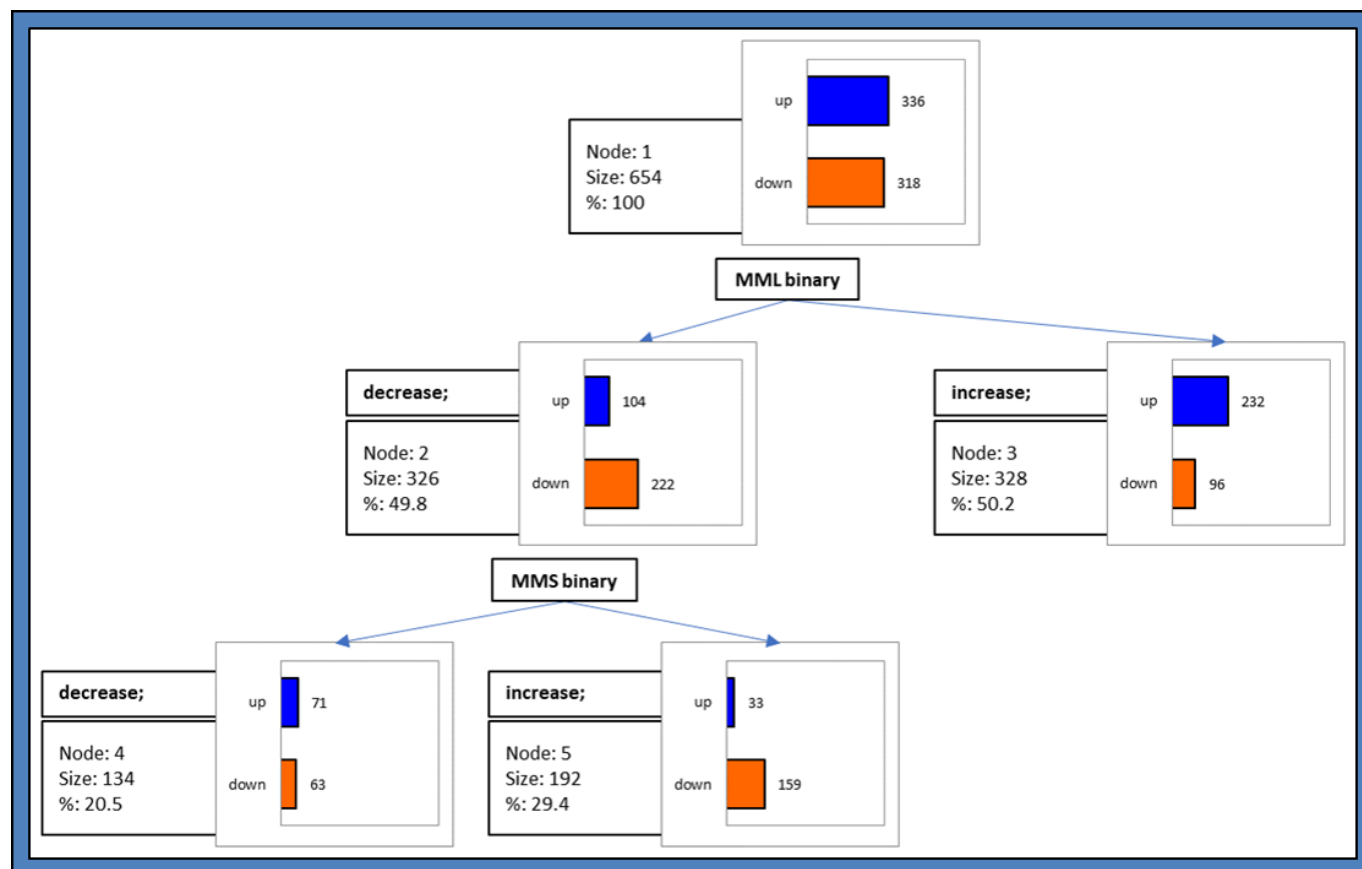 up 336
Node: 1
Size: 654
%: 100
down 318
MML binary
decrease;
up 104
Node: 2
Size: 326
%: 49.8
down 222
increase;
up 232
Node: 3
Size: 328
%: 50.2
down 96
MMS binary
decrease;
up 71
Node: 4
Size: 134
%: 20.5
down 63
increase;
up 33
Node: 5
Size: 192
%: 29.4
down 159